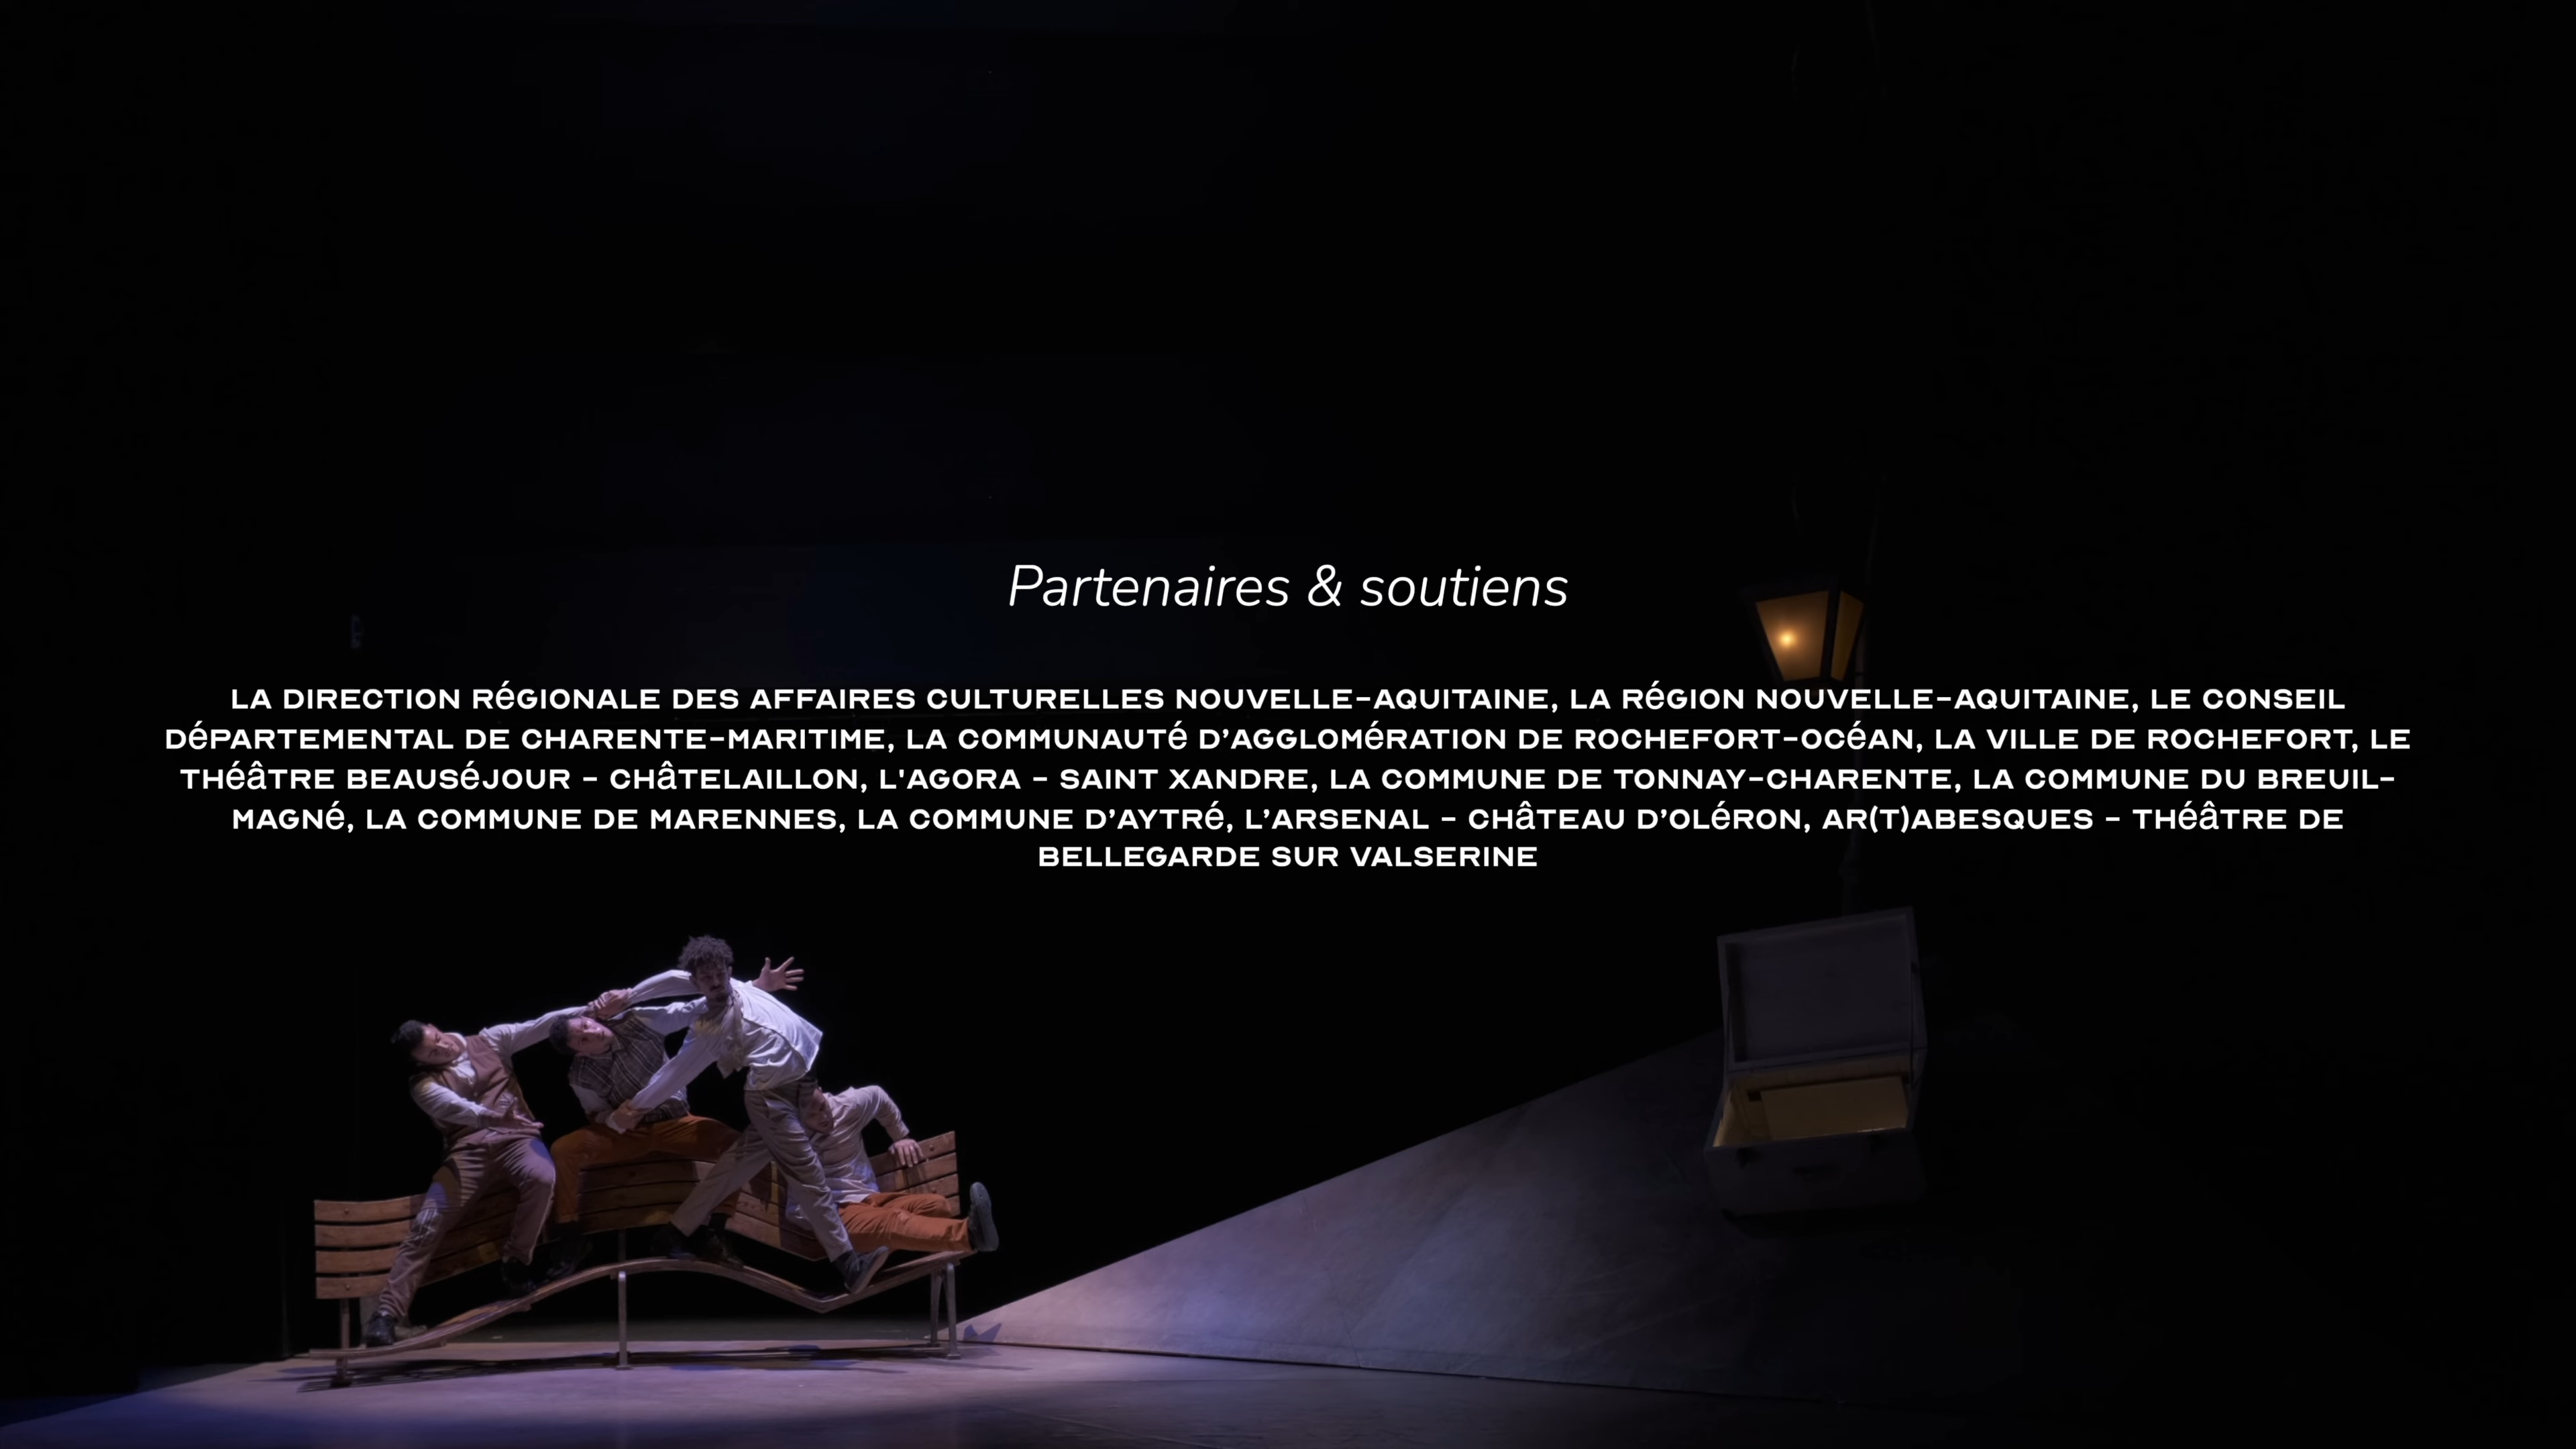 Partenaires & soutiens
LA DIRECTION RéGIONALE DES AFFAIRES CULTURELLES NOUVELLE-AQUITAINE, LA RéGION NOUVELLE-AQUITAINE, LE CONSEIL
DéPARTEMENTAL DE CHARENTE-MARITIME, LA COMMUNAUTé D’AGGLOMéRATION DE ROCHEFORT-OCéAN, LA VILLE DE ROCHEFORT, LE
THéâTRE BEAUSéJOUR - CHâTELAILLON, L'AGORA - SAINT XANDRE, LA COMMUNE DE TONNAY-CHARENTE, LA COMMUNE DU BREUIL-
MAGNé, LA COMMUNE DE MARENNES, LA COMMUNE D’AYTRé, L’ARSENAL - CHâTEAU D’OLéRON, AR(T)ABESQUES - THéâTRE DE
BELLEGARDE SUR VALSERINE